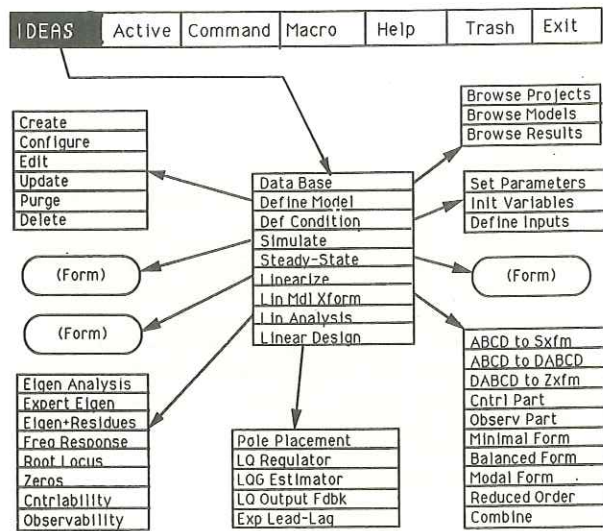 IDEAS Active Command Macro Help Trash Exit
Browse Projects
Browse Models
Browse Results
Create
Configure
Edit
Update
Purge
Delete
Data Base
Define Model
Def Condition
Simulate
Steady-State
Linearize
Lin Mdl Xform
Lin Analysis
Linear Design
Set Parameters
Init Variables
Define Inputs
(Form)
(Form)
(Form)
Eigen Analysis
Expert Eigen
Eigen+Residues
Freq Response
Root Locus
Zeros
Cntrlability
Observability
Pole Placement
LQ Regulator
LQG Estimator
LQ Output Fdbk
Exp Lead-Lag
ABCD to Sxfm
ABCD to DABCD
DABCD to Zxfm
Cntrl Part
Observ Part
Minimal Form
Balanced Form
Modal Form
Reduced Order
Combine